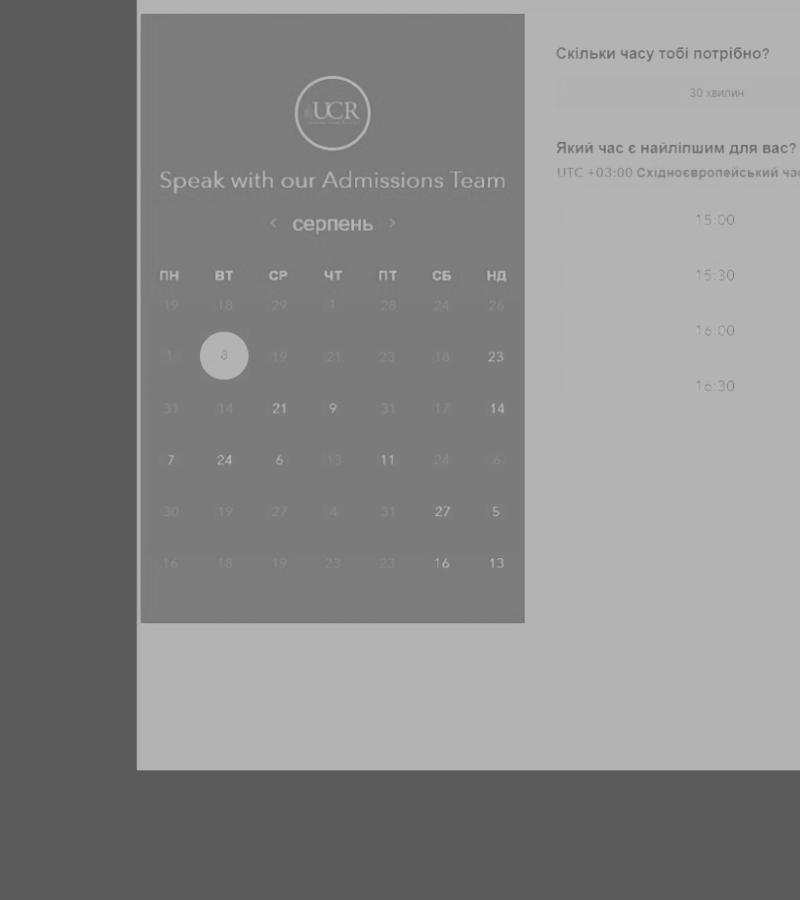 UCR
Speak with our Admissions Team
‹ серпень ›
ПН ВТ СР ЧТ ПТ СБ НД
19 18 29 1 28 24 26
1 8 19 21 23 18 23
31 14 21 9 31 17 14
7 24 6 13 11 24 6
30 19 27 4 31 27 5
16 18 19 23 23 16 13
Скільки часу тобі потрібно?
30 хвилин
Який час є найліпшим для вас?
UTC +03:00 Східноєвропейський
15:00
15:30
16:00
16:30